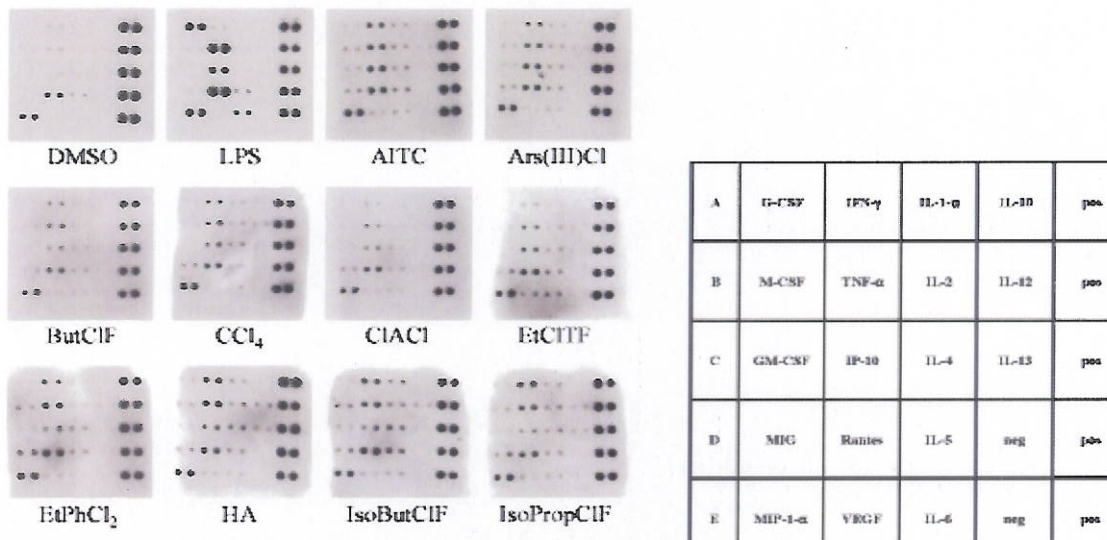 DMSO LPS AITC Ars(III)Cl
ButClF CCl₄ ClACl EtClTF
EtPhCl₂ HA IsoButClF IsoPropClF
A G-CSF IFN-γ IL-1-α IL-10 pos
B M-CSF TNF-α IL-2 IL-12 pos
C GM-CSF IP-10 IL-4 IL-13 pos
D MIG Rantes IL-5 neg pos
E MIP-1-α VEGF IL-6 neg pos